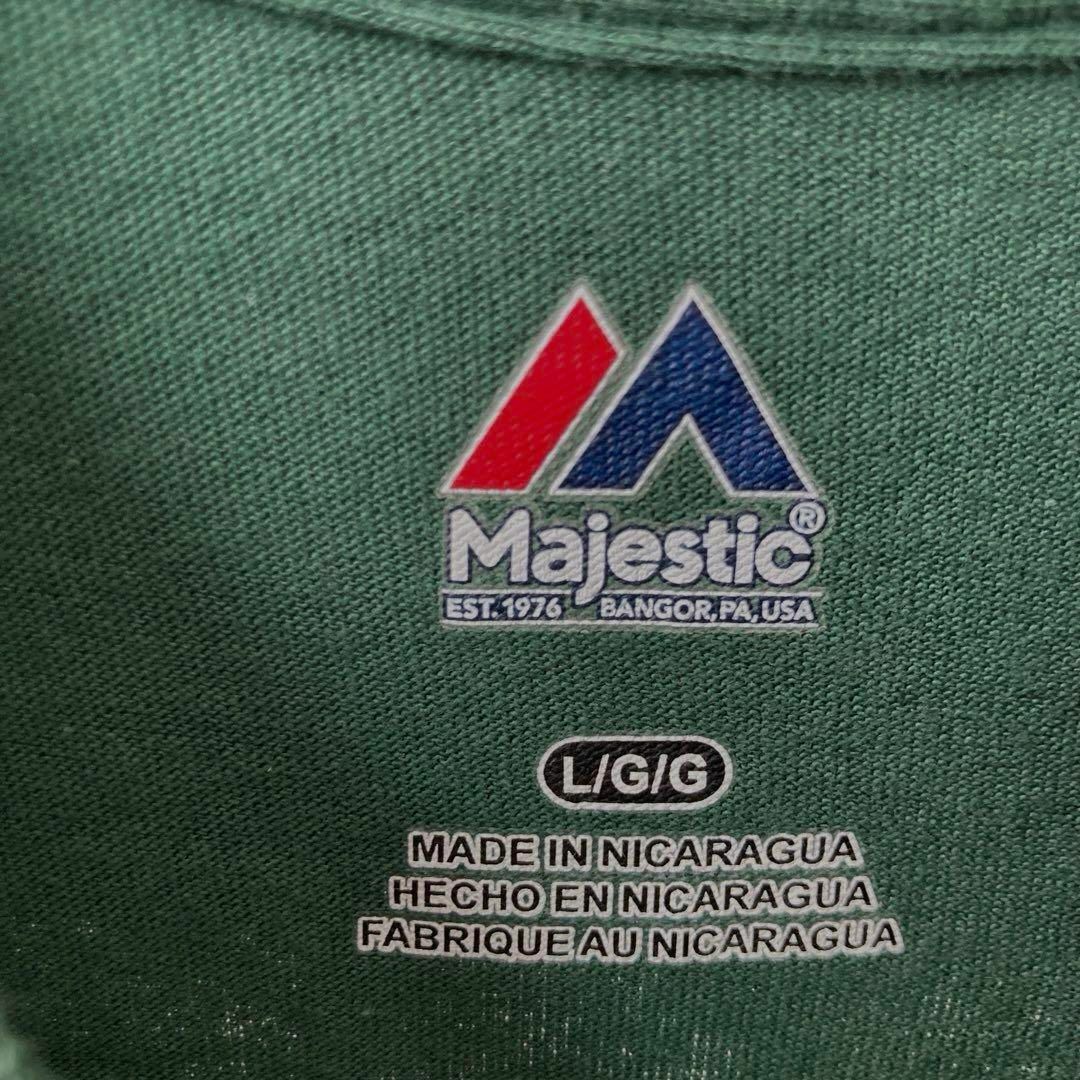 Majestic®
EST. 1976 BANGOR, PA, USA
L/G/G
MADE IN NICARAGUA
HECHO EN NICARAGUA
FABRIQUE AU NICARAGUA